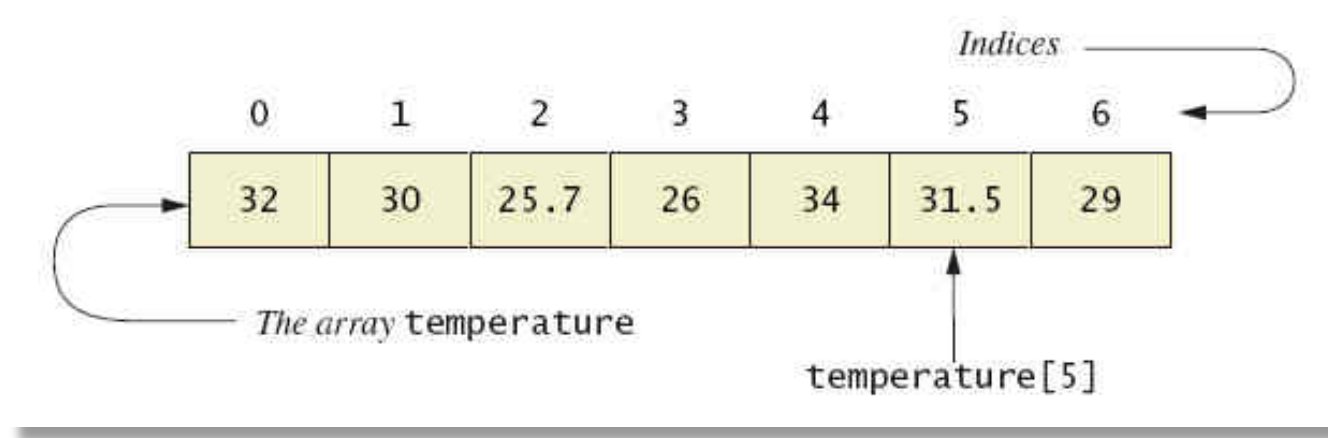 Indices
0 1 2 3 4 5 6
32 30 25.7 26 34 31.5 29
The array temperature
temperature[5]